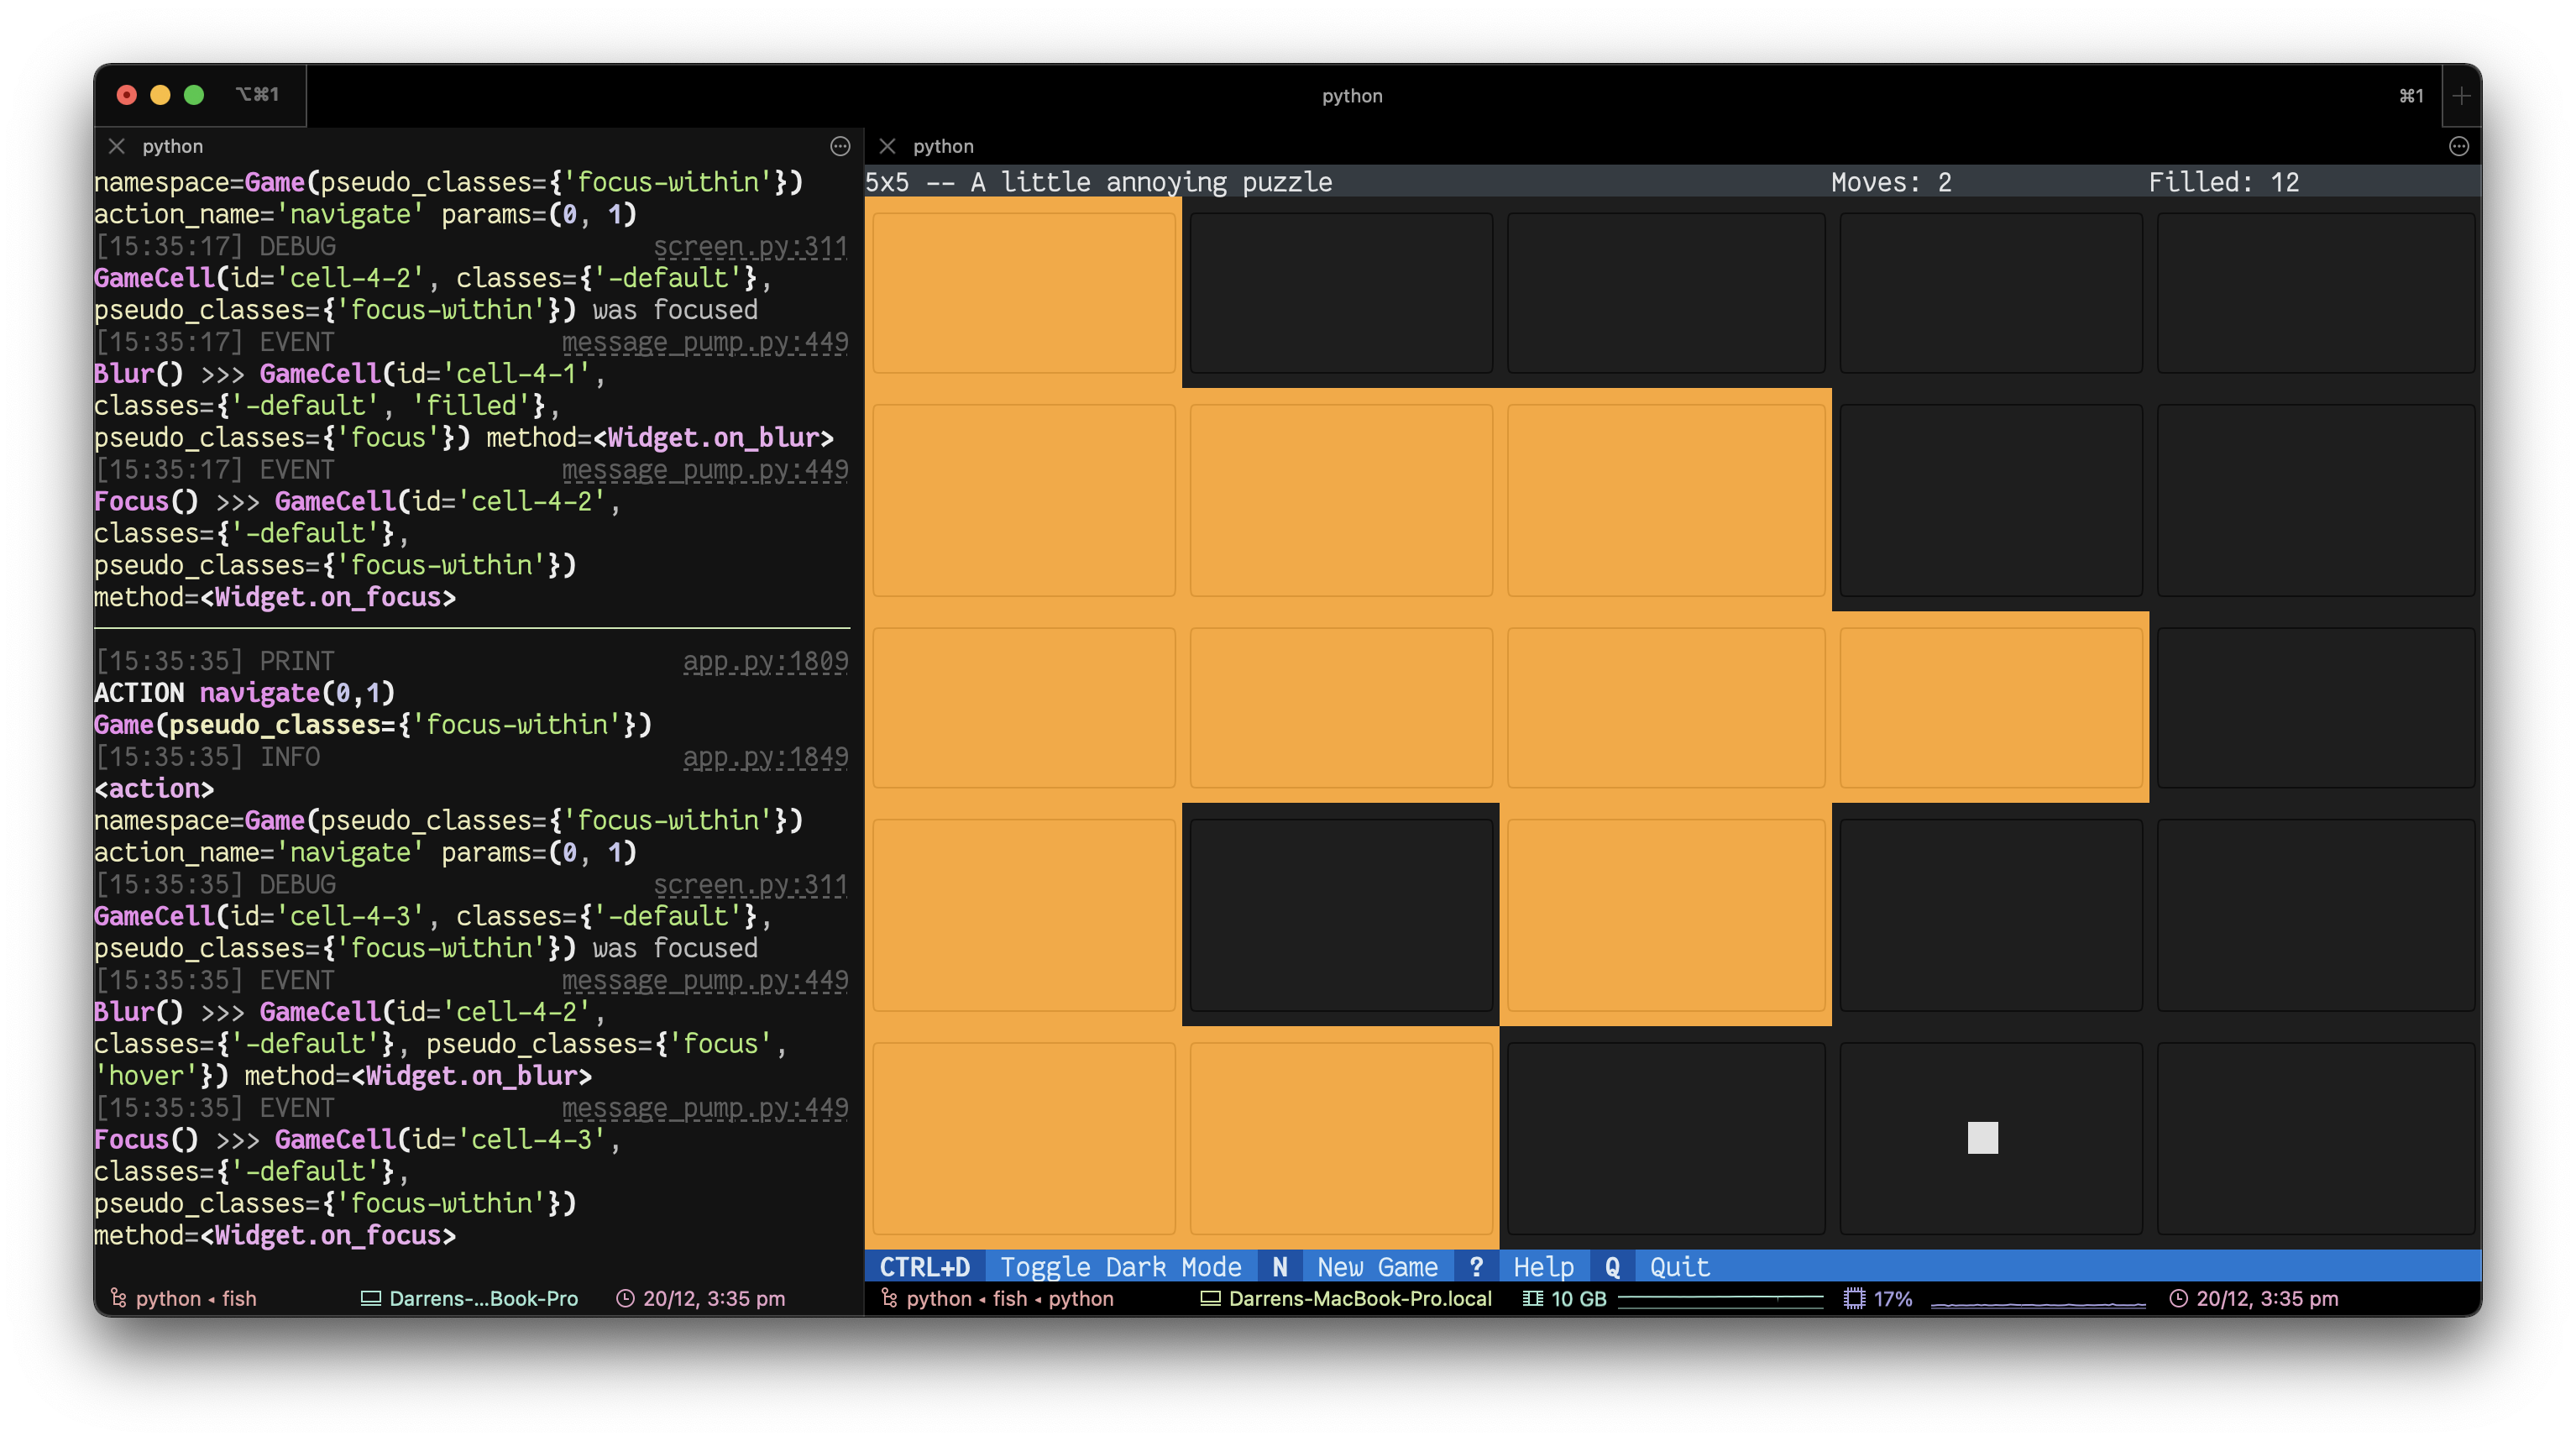 ⌥⌘1
python
⌘1
python
namespace=Game(pseudo_classes={'focus-within'})
action_name='navigate' params=(0, 1)
[15:35:17] DEBUG screen.py:311
GameCell(id='cell-4-2', classes={'-default'},
pseudo_classes={'focus-within'}) was focused
[15:35:17] EVENT message_pump.py:449
Blur() >>> GameCell(id='cell-4-1',
classes={'-default', 'filled'},
pseudo_classes={'focus'}) method=<Widget.on_blur>
[15:35:17] EVENT message_pump.py:449
Focus() >>> GameCell(id='cell-4-2',
classes={'-default'},
pseudo_classes={'focus-within'})
method=<Widget.on_focus>
[15:35:35] PRINT app.py:1809
ACTION navigate(0,1)
Game(pseudo_classes={'focus-within'})
[15:35:35] INFO app.py:1849
<action>
namespace=Game(pseudo_classes={'focus-within'})
action_name='navigate' params=(0, 1)
[15:35:35] DEBUG screen.py:311
GameCell(id='cell-4-3', classes={'-default'},
pseudo_classes={'focus-within'}) was focused
[15:35:35] EVENT message_pump.py:449
Blur() >>> GameCell(id='cell-4-2',
classes={'-default'}, pseudo_classes={'focus',
'hover'}) method=<Widget.on_blur>
[15:35:35] EVENT message_pump.py:449
Focus() >>> GameCell(id='cell-4-3',
classes={'-default'},
pseudo_classes={'focus-within'})
method=<Widget.on_focus>
python ◂ fish Darrens-...Book-Pro 20/12, 3:35 pm
python
5x5 -- A little annoying puzzle Moves: 2 Filled: 12
CTRL+D Toggle Dark Mode N New Game ? Help Q Quit
python ◂ fish ◂ python Darrens-MacBook-Pro.local 10 GB 17% 20/12, 3:35 pm